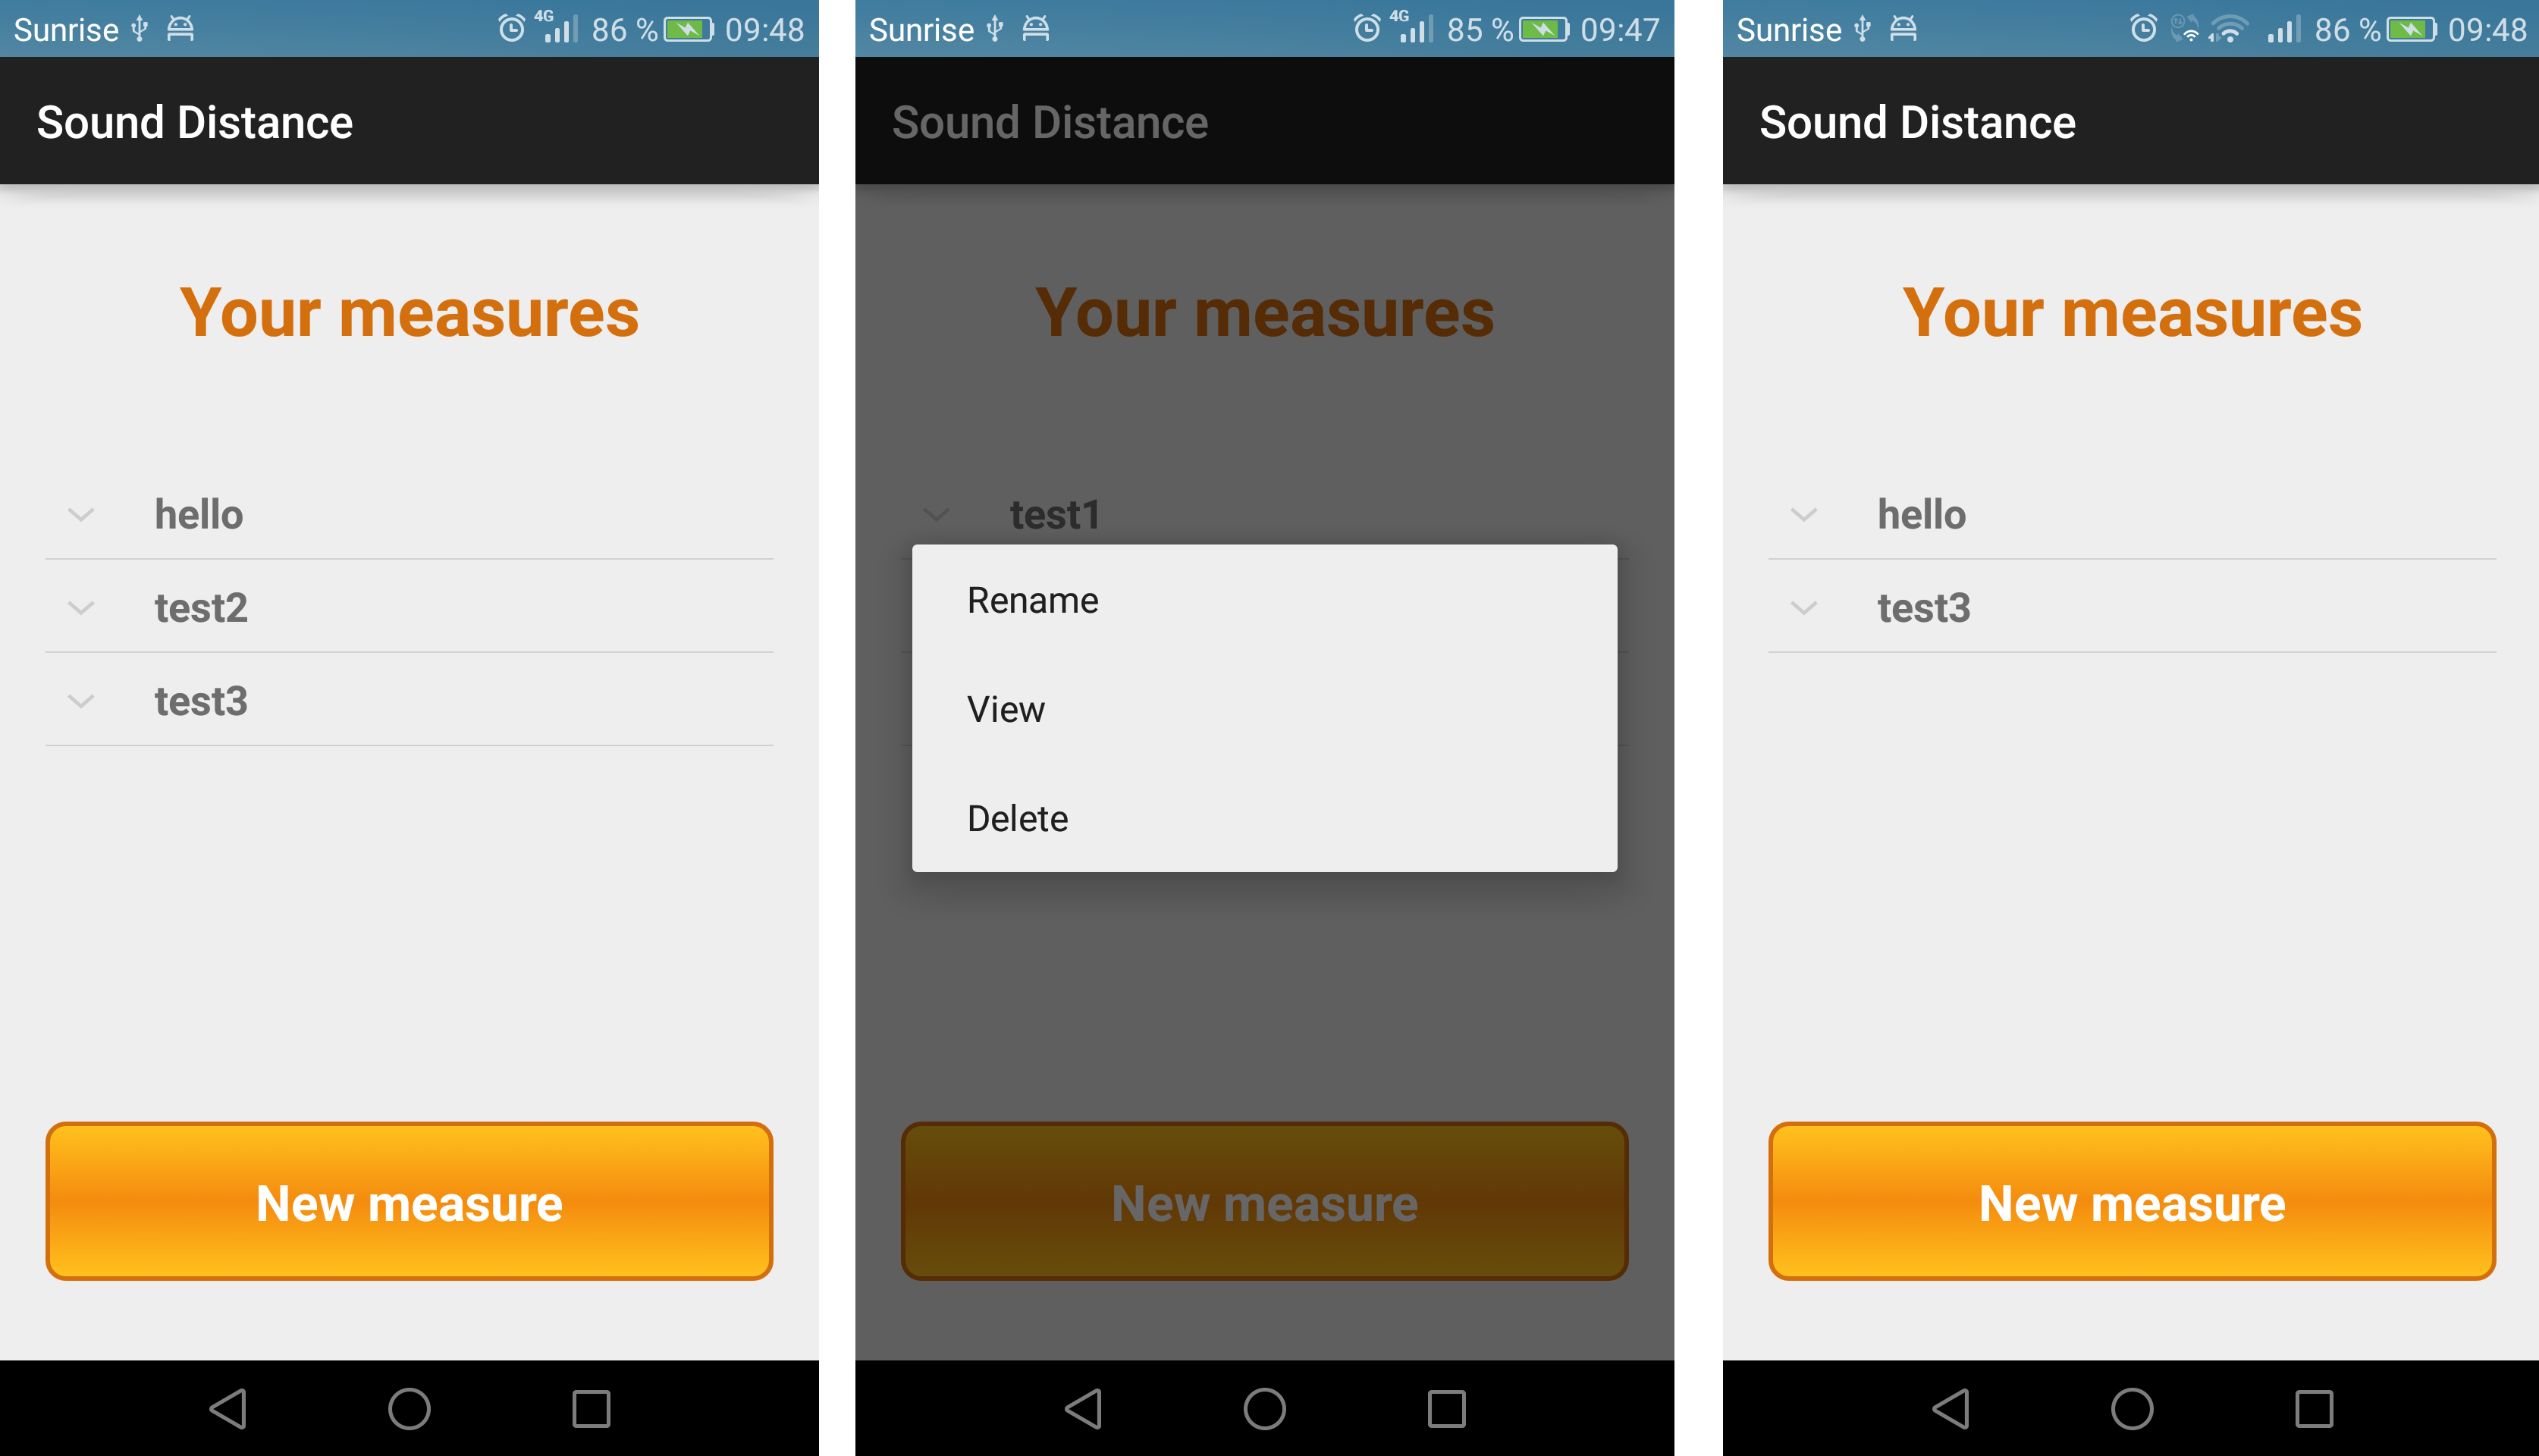 Sunrise 4G 86 % 09:48
Sound Distance
Your measures
hello
test2
test3
New measure
Sunrise 4G 85 % 09:47
Sound Distance
Your measures
test1
Rename
View
Delete
New measure
Sunrise 86 % 09:48
Sound Distance
Your measures
hello
test3
New measure